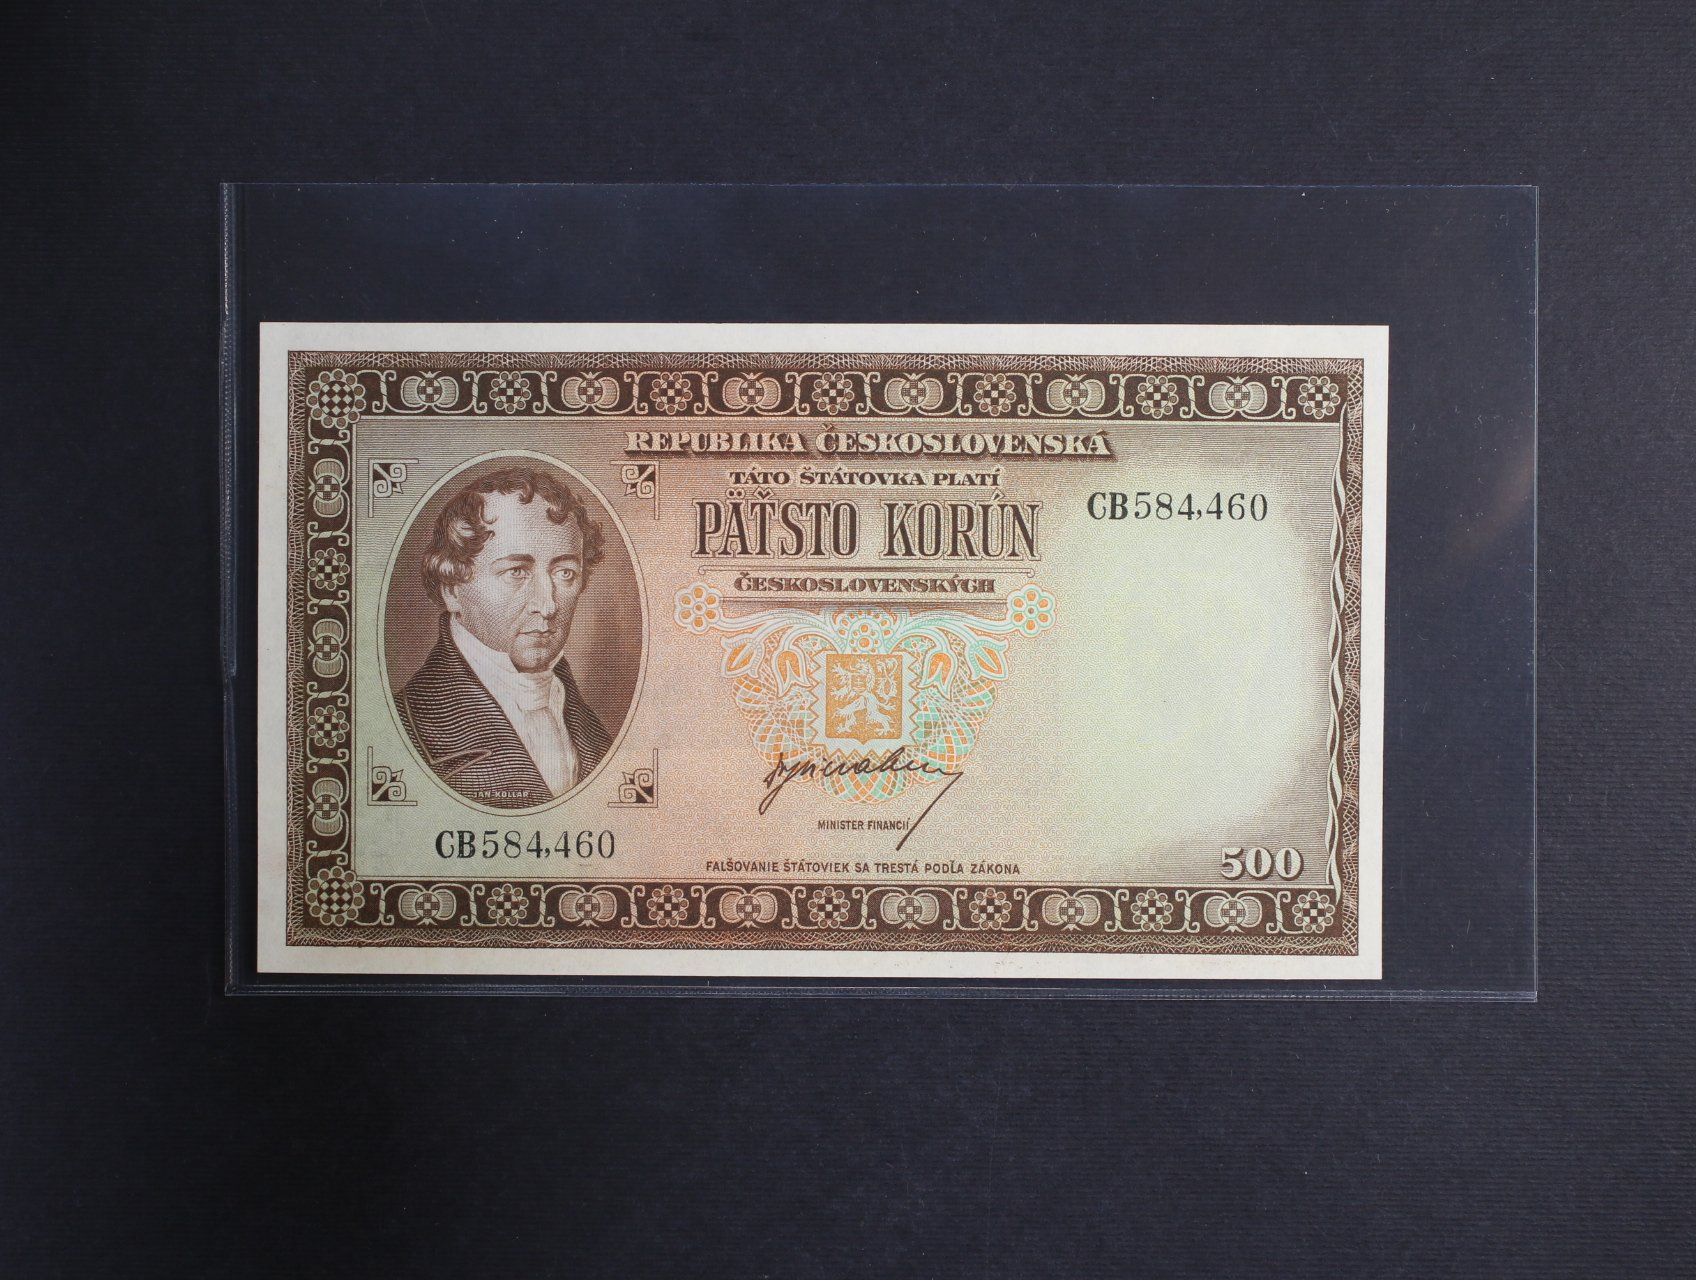 REPUBLIKA ČESKOSLOVENSKÁ
TÁTO ŠTÁTOVKA PLATÍ
PÄŤSTO KORÚN
ČESKOSLOVENSKÝCH
CB584,460
JÁN KOLLÁR
CB584,460
MINISTER FINANCIÍ
FALŠOVANIE ŠTÁTOVIEK SA TRESTÁ PODĽA ZÁKONA
500